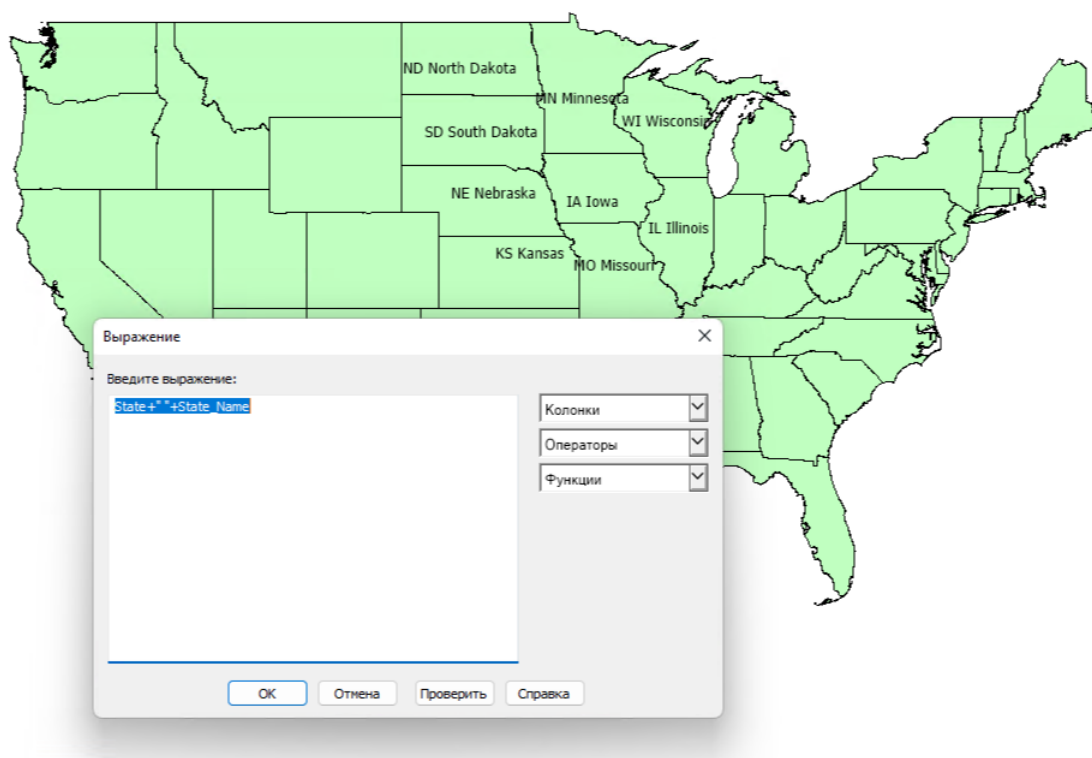 ND North Dakota
MN Minnesota
WI Wisconsin
SD South Dakota
NE Nebraska
IA Iowa
IL Illinois
KS Kansas
MO Missouri
Выражение
Введите выражение:
State+" "+State_Name
Колонки
Операторы
Функции
ОК
Отмена
Проверить
Справка